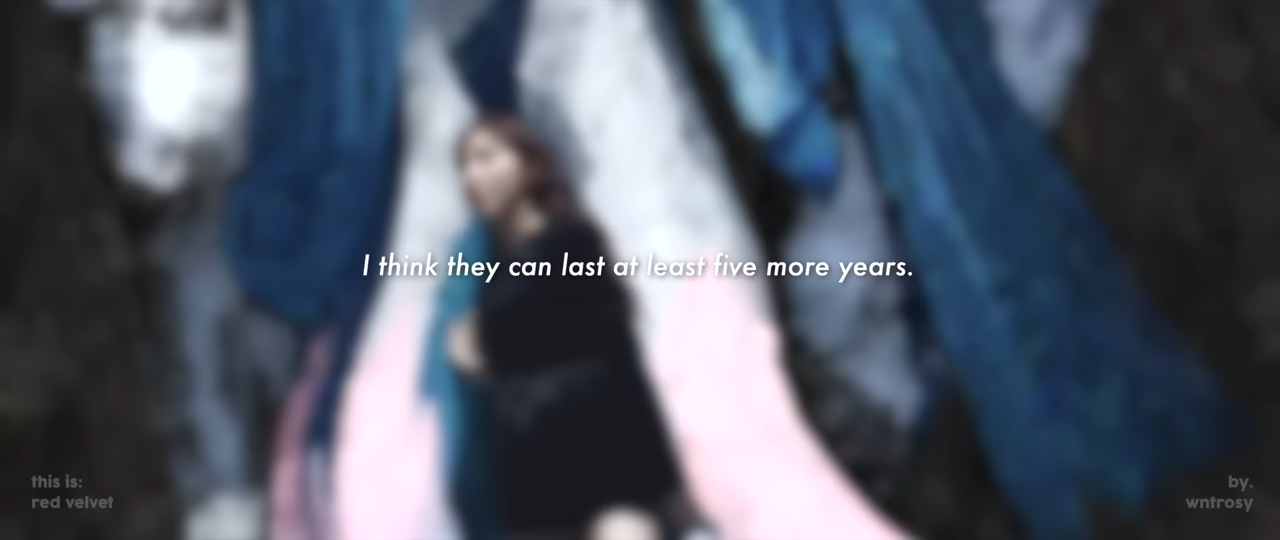 I think they can last at least five more years.
this is:
red velvet
by.
wntrosy